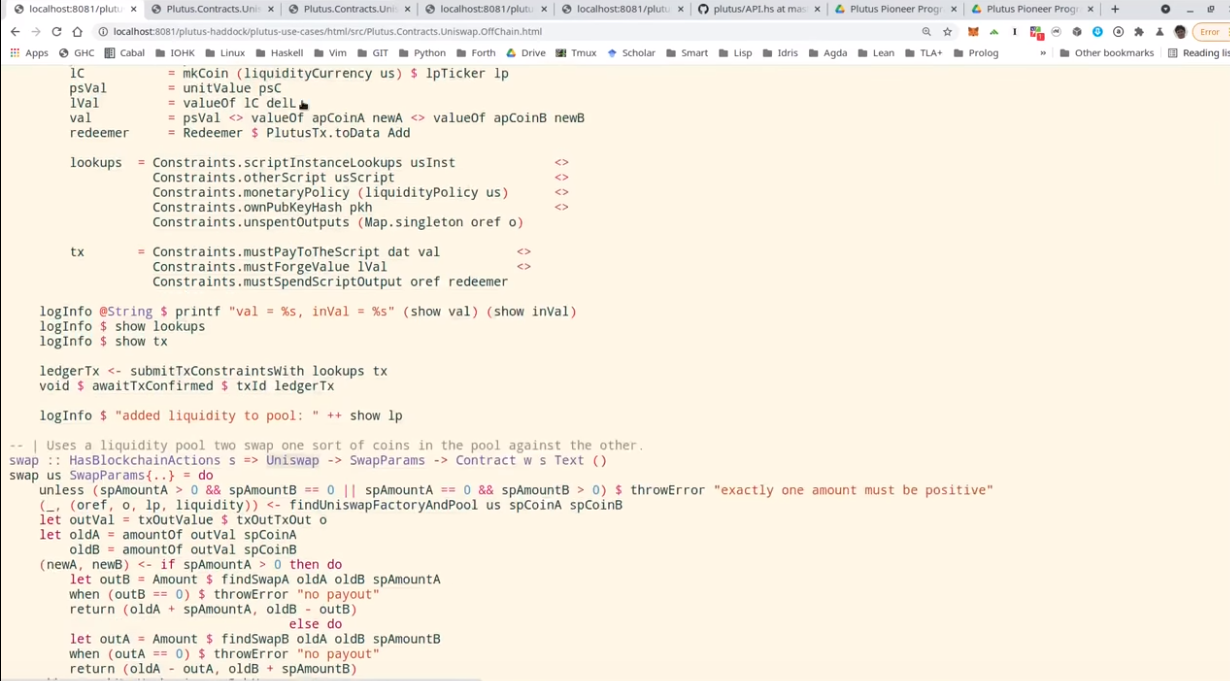 localhost:8081/plutu
Plutus.Contracts.Unis
Plutus.Contracts.Uni
localhost:8081/plutus
localhost:8081/plutus
plutus/API.hs at mast
Plutus Pioneer Progr
Plutus Pioneer Progr
localhost:8081/plutus-haddock/plutus-use-cases/html/src/Plutus.Contracts.Uniswap.OffChain.html
Error
Apps GHC Cabal IOHK Linux Haskell Vim GIT Python Forth Drive Tmux Scholar Smart Lisp Idris Agda Lean TLA+ Prolog » Other bookmarks Reading lis
lC = mkCoin (liquidityCurrency us) $ lpTicker lp
psVal = unitValue psC
lVal = valueOf lC delL
val = psVal <> valueOf apCoinA newA <> valueOf apCoinB newB
redeemer = Redeemer $ PlutusTx.toData Add
lookups = Constraints.scriptInstanceLookups usInst <>
Constraints.otherScript usScript <>
Constraints.monetaryPolicy (liquidityPolicy us) <>
Constraints.ownPubKeyHash pkh <>
Constraints.unspentOutputs (Map.singleton oref o)
tx = Constraints.mustPayToTheScript dat val <>
Constraints.mustForgeValue lVal <>
Constraints.mustSpendScriptOutput oref redeemer
logInfo @String $ printf "val = %s, inVal = %s" (show val) (show inVal)
logInfo $ show lookups
logInfo $ show tx
ledgerTx <- submitTxConstraintsWith lookups tx
void $ awaitTxConfirmed $ txId ledgerTx
logInfo $ "added liquidity to pool: " ++ show lp
-- | Uses a liquidity pool two swap one sort of coins in the pool against the other.
swap :: HasBlockchainActions s => Uniswap -> SwapParams -> Contract w s Text ()
swap us SwapParams{..} = do
unless (spAmountA > 0 && spAmountB == 0 || spAmountA == 0 && spAmountB > 0) $ throwError "exactly one amount must be positive"
(_, (oref, o, lp, liquidity)) <- findUniswapFactoryAndPool us spCoinA spCoinB
let outVal = txOutValue $ txOutTxOut o
let oldA = amountOf outVal spCoinA
oldB = amountOf outVal spCoinB
(newA, newB) <- if spAmountA > 0 then do
let outB = Amount $ findSwapA oldA oldB spAmountA
when (outB == 0) $ throwError "no payout"
return (oldA + spAmountA, oldB - outB)
else do
let outA = Amount $ findSwapB oldA oldB spAmountB
when (outA == 0) $ throwError "no payout"
return (oldA - outA, oldB + spAmountB)